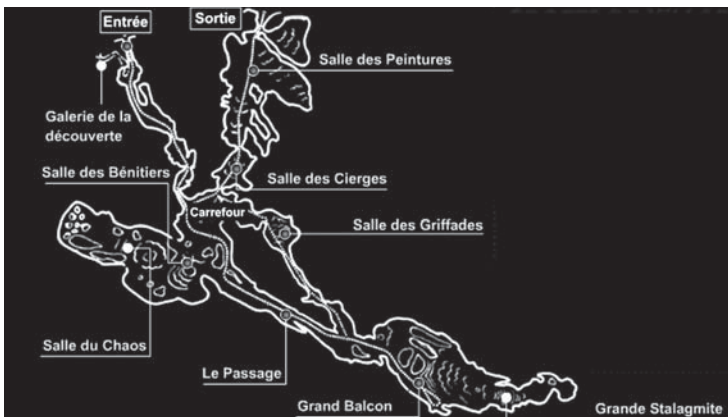 Entrée
Sortie
Salle des Peintures
Galerie de la
découverte
Salle des Bénitiers
Salle des Cierges
Carrefour
Salle des Griffades
Salle du Chaos
Le Passage
Grand Balcon
Grande Stalagmite